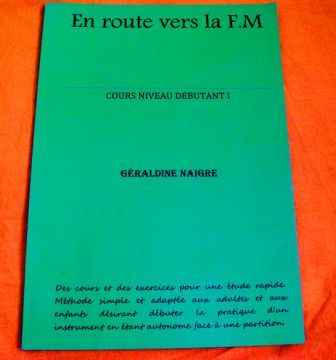 En route vers la F.M
COURS NIVEAU DEBUTANT 1
GÉRALDINE NAIGRE
Des cours et des exercices pour une étude rapide.
Méthode simple et adaptée aux adultes et aux
enfants désirant débuter la pratique d'un
instrument en étant autonome face à une partition.